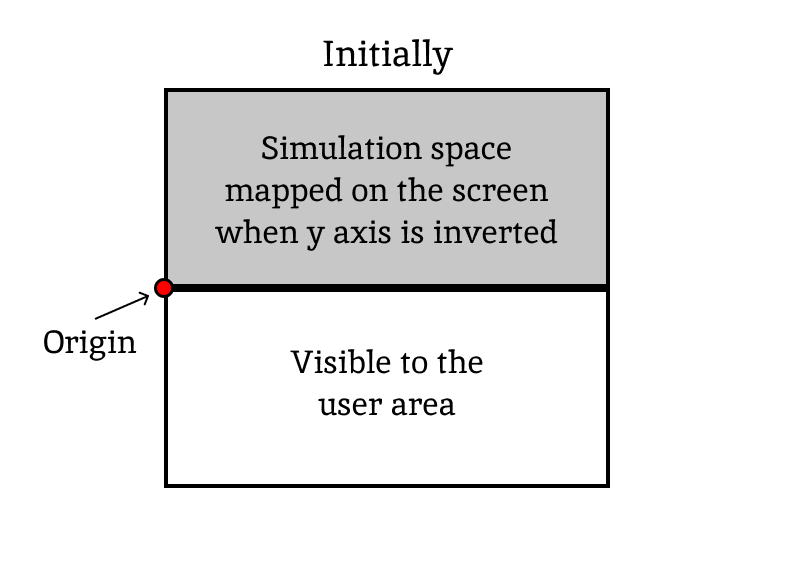 Initially
Simulation space
mapped on the screen
when y axis is inverted
Origin
Visible to the
user area